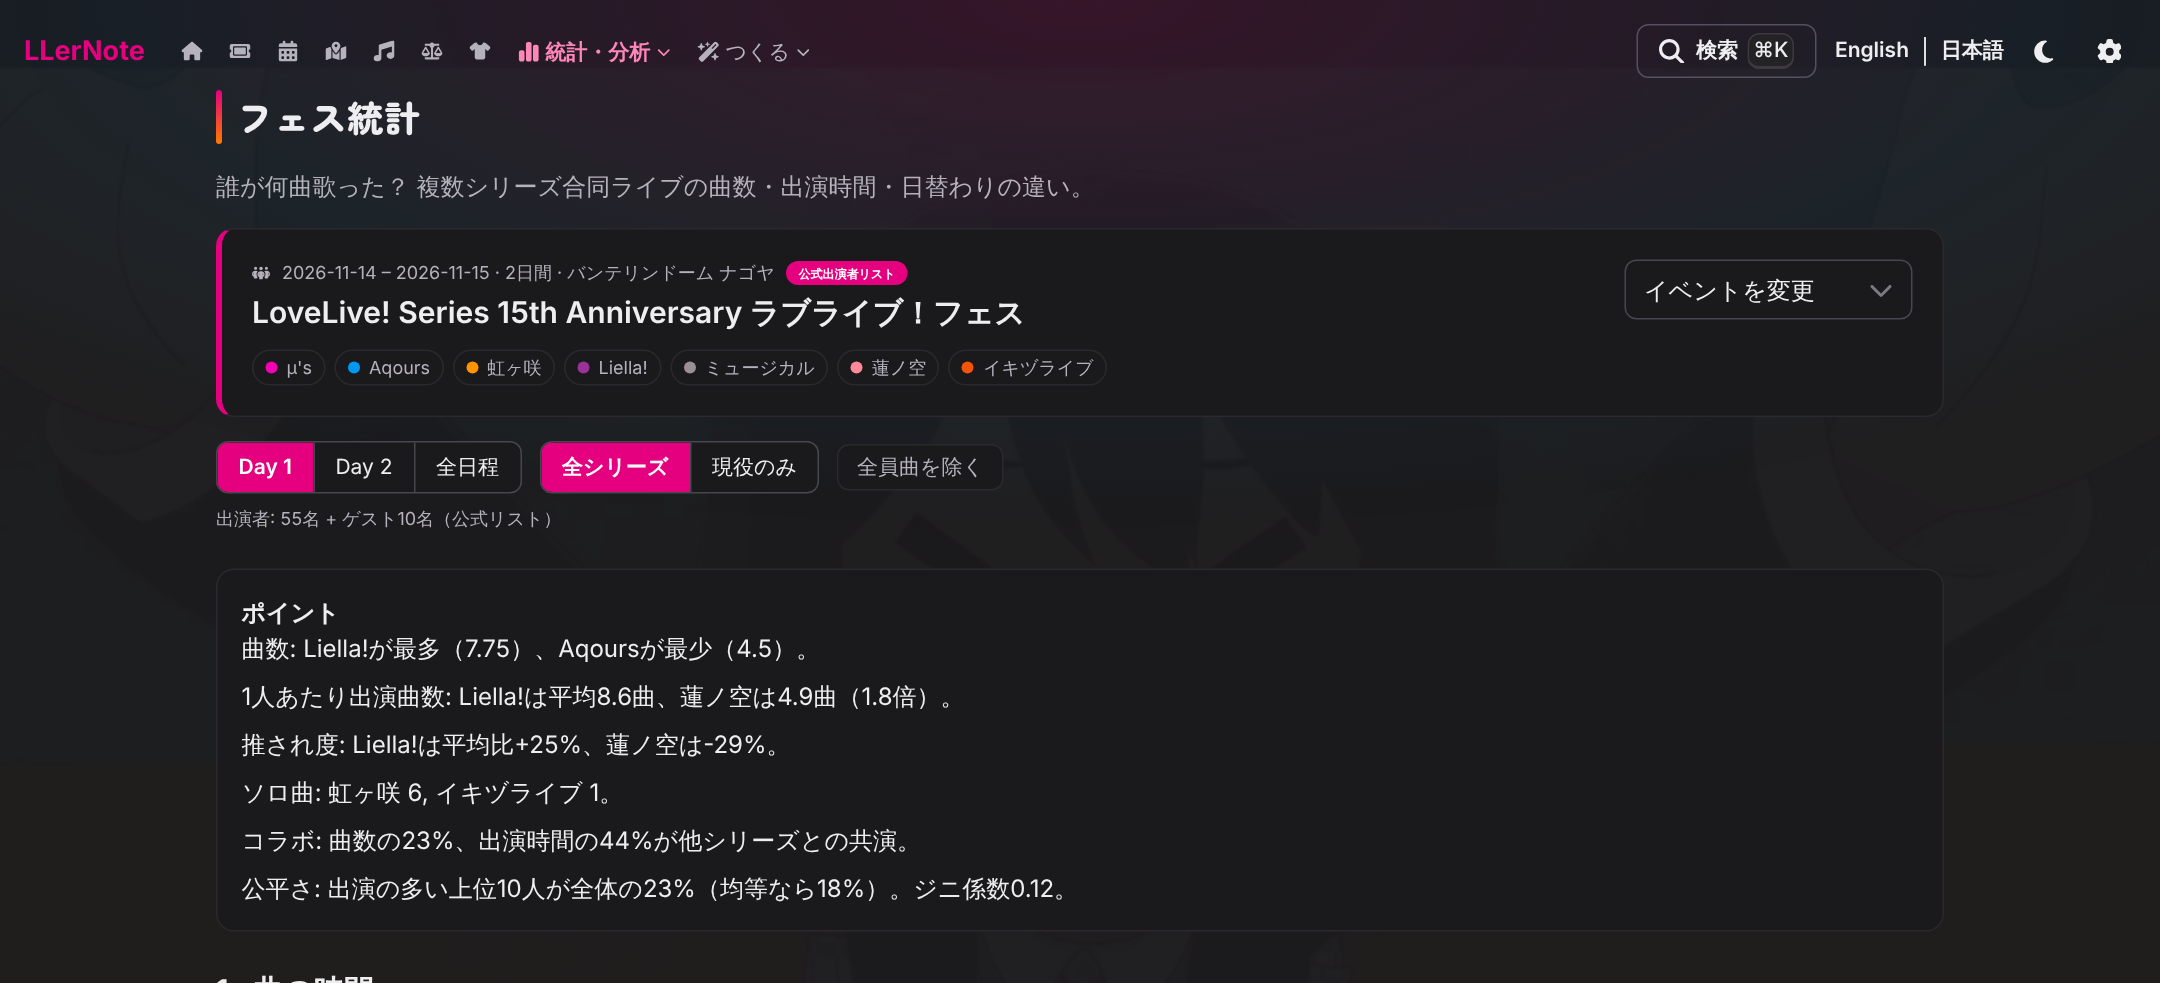 LLerNote 統計・分析 つくる 検索 ⌘K English 日本語
フェス統計
誰が何曲歌った？ 複数シリーズ合同ライブの曲数・出演時間・日替わりの違い。
2026-11-14 – 2026-11-15 · 2日間 · バンテリンドーム ナゴヤ 公式出演者リスト
イベントを変更
LoveLive! Series 15th Anniversary ラブライブ！フェス
μ's Aqours 虹ヶ咲 Liella! ミュージカル 蓮ノ空 イキヅライブ
Day 1 Day 2 全日程 全シリーズ 現役のみ 全員曲を除く
出演者: 55名 + ゲスト10名（公式リスト）
ポイント
曲数: Liella!が最多（7.75）、Aqoursが最少（4.5）。
1人あたり出演曲数: Liella!は平均8.6曲、蓮ノ空は4.9曲（1.8倍）。
推され度: Liella!は平均比+25%、蓮ノ空は-29%。
ソロ曲: 虹ヶ咲 6, イキヅライブ 1。
コラボ: 曲数の23%、出演時間の44%が他シリーズとの共演。
公平さ: 出演の多い上位10人が全体の23%（均等なら18%）。ジニ係数0.12。